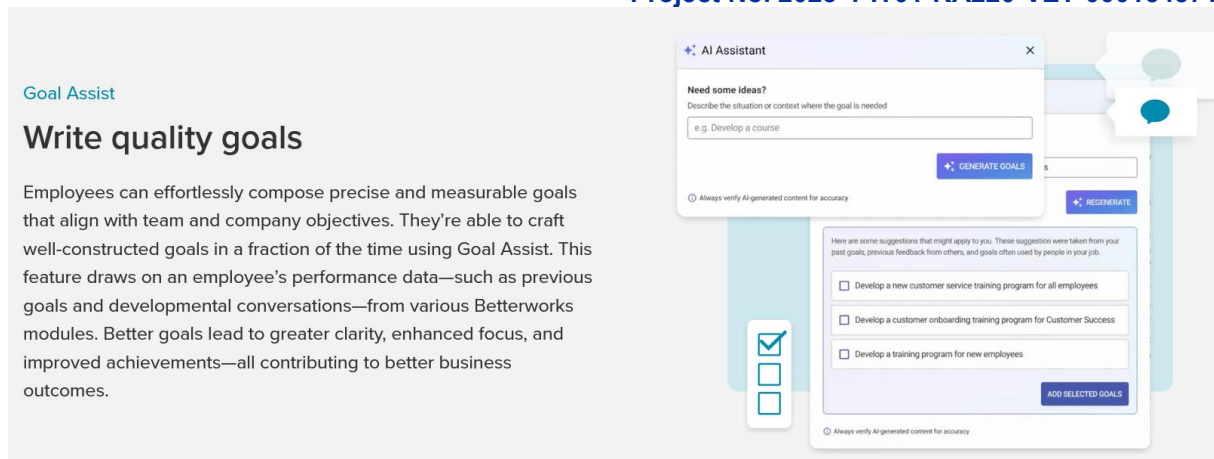 Goal Assist
Write quality goals
Employees can effortlessly compose precise and measurable goals
that align with team and company objectives. They’re able to craft
well-constructed goals in a fraction of the time using Goal Assist. This
feature draws on an employee’s performance data—such as previous
goals and developmental conversations—from various Betterworks
modules. Better goals lead to greater clarity, enhanced focus, and
improved achievements—all contributing to better business
outcomes.
AI Assistant
Need some ideas?
Describe the situation or context where the goal is needed
e.g. Develop a course
GENERATE GOALS
Always verify AI-generated content for accuracy
REGENERATE
Here are some suggestions that might apply to you. These suggestion were taken from your
past goals, previous feedback from others, and goals often used by people in your job.
Develop a new customer service training program for all employees
Develop a customer onboarding training program for Customer Success
Develop a training program for new employees
ADD SELECTED GOALS
Always verify AI-generated content for accuracy